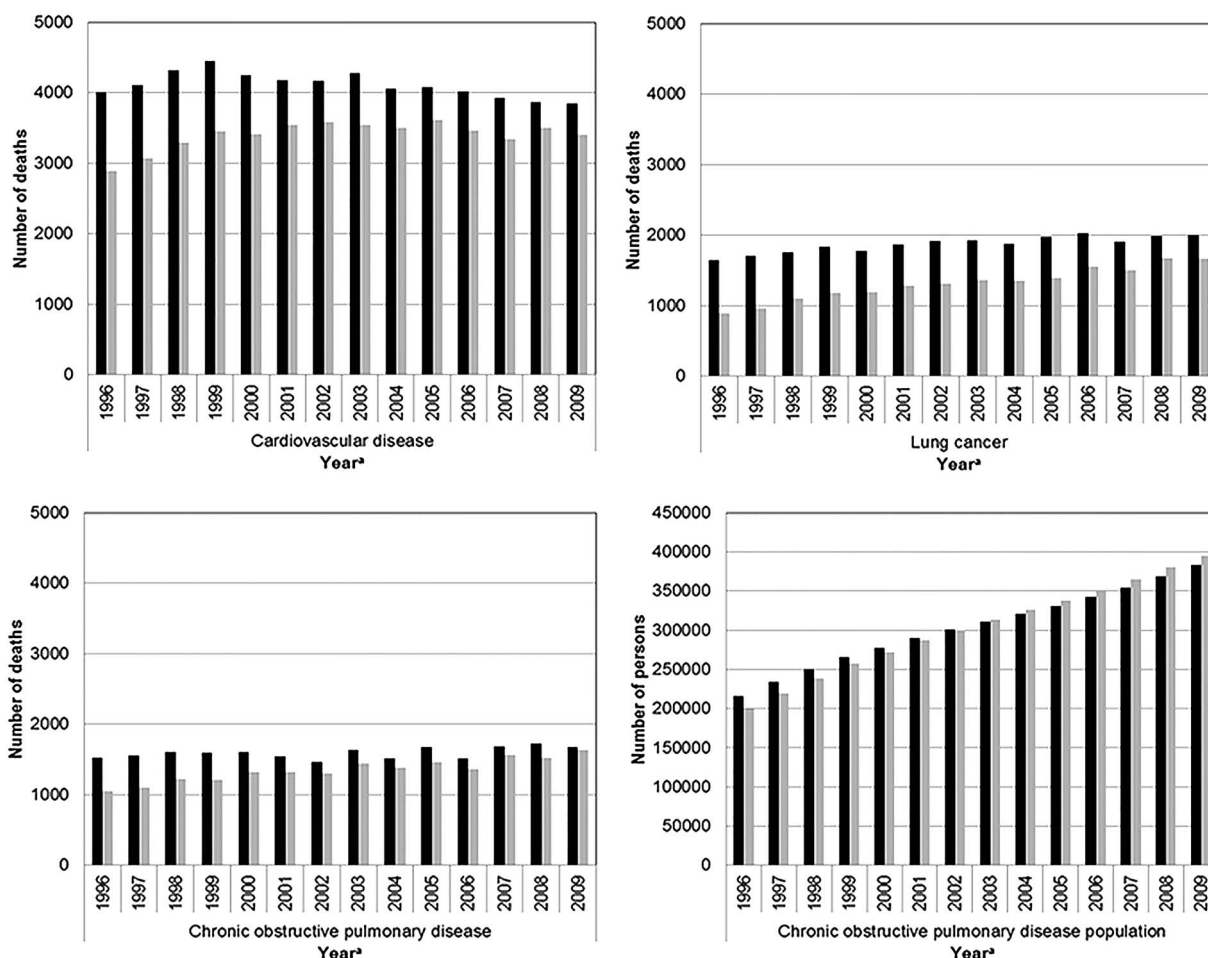 5000
4000
3000
2000
1000
0
Number of deaths
1996 1997 1998 1999 2000 2001 2002 2003 2004 2005 2006 2007 2008 2009
Cardiovascular disease
Yearᵃ
5000
4000
3000
2000
1000
0
Number of deaths
1996 1997 1998 1999 2000 2001 2002 2003 2004 2005 2006 2007 2008 2009
Lung cancer
Yearᵃ
5000
4000
3000
2000
1000
0
Number of deaths
1996 1997 1998 1999 2000 2001 2002 2003 2004 2005 2006 2007 2008 2009
Chronic obstructive pulmonary disease
Yearᵃ
450000
400000
350000
300000
250000
200000
150000
100000
50000
0
Number of persons
1996 1997 1998 1999 2000 2001 2002 2003 2004 2005 2006 2007 2008 2009
Chronic obstructive pulmonary disease population
Yearᵃ